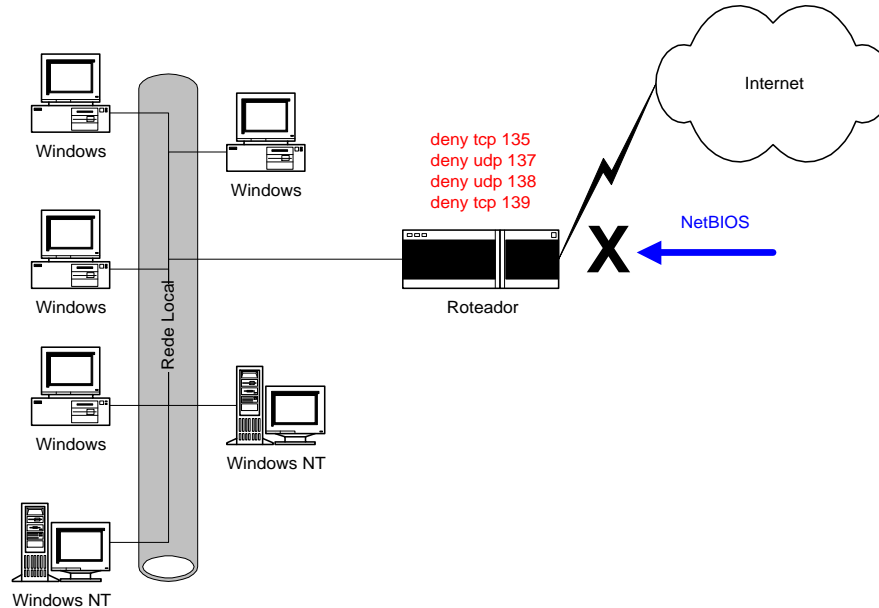 Internet
Windows
Windows
deny tcp 135
deny udp 137
deny udp 138
deny tcp 139
NetBIOS
Windows
Rede Local
Roteador
Windows
Windows NT
Windows NT
X